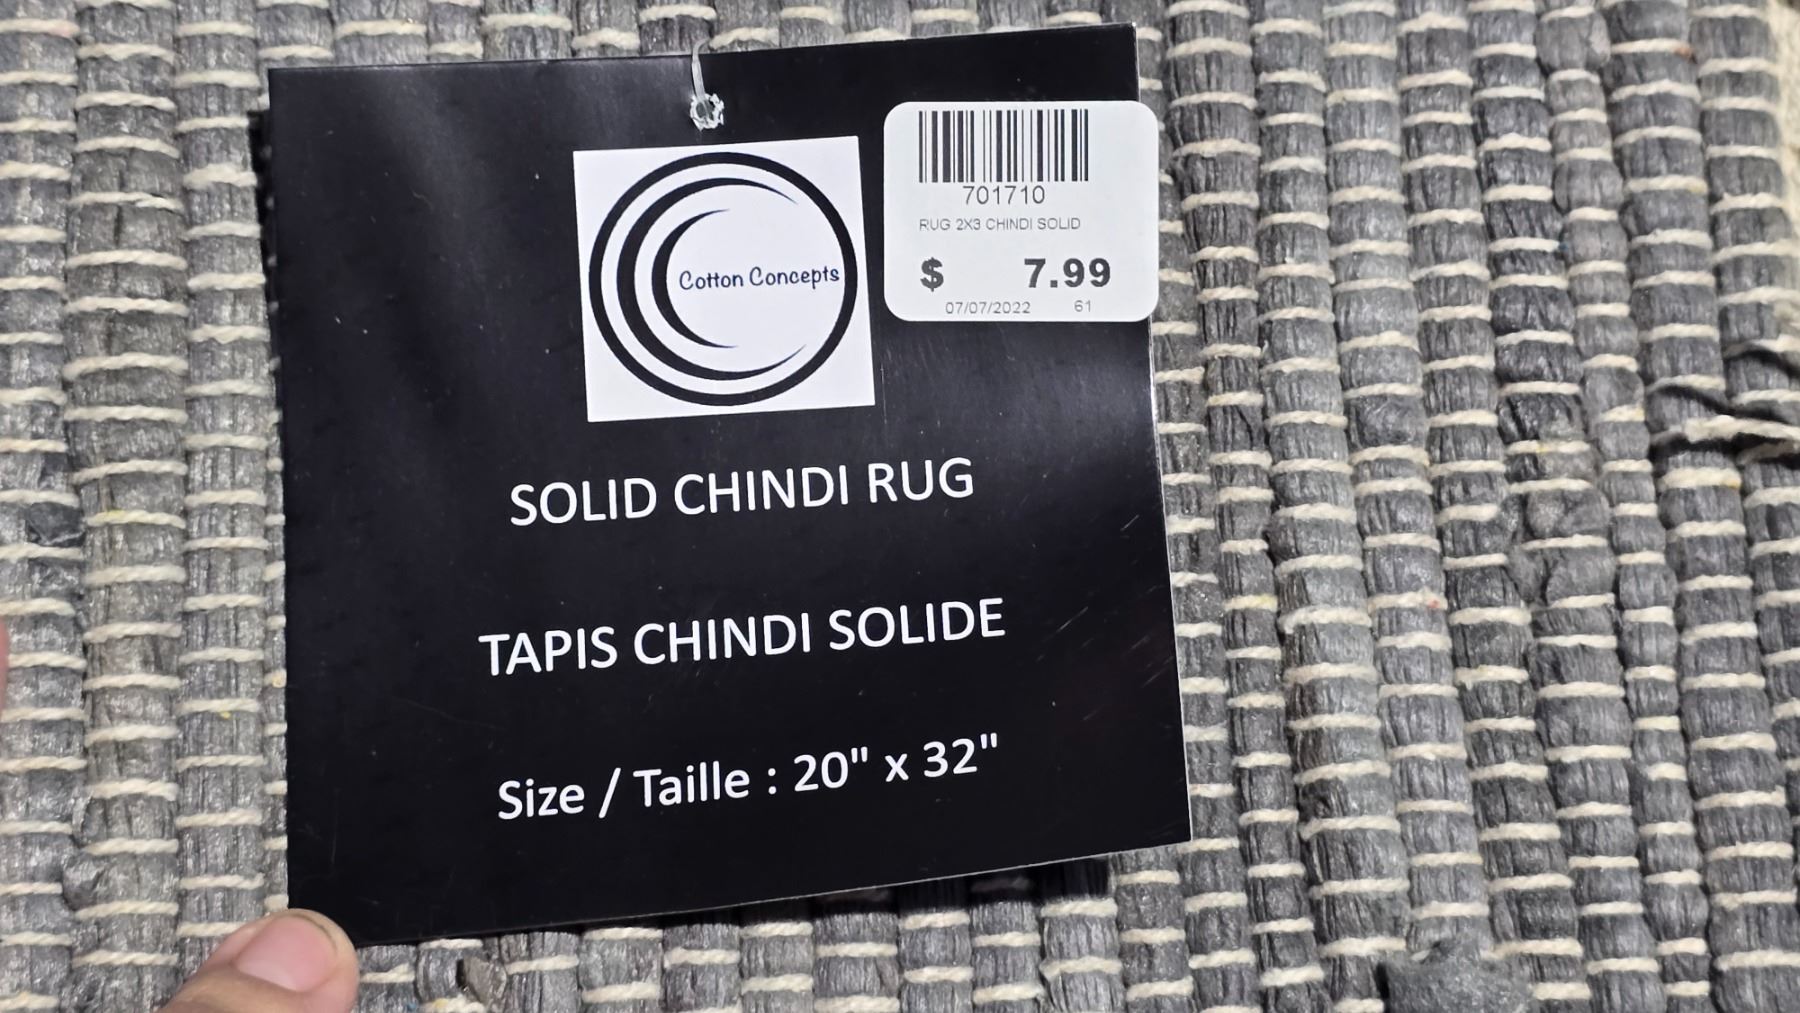 Cotton Concepts
701710
RUG 2X3 CHINDI SOLID
$ 7.99
07/07/2022 61
SOLID CHINDI RUG
TAPIS CHINDI SOLIDE
Size / Taille : 20" x 32"